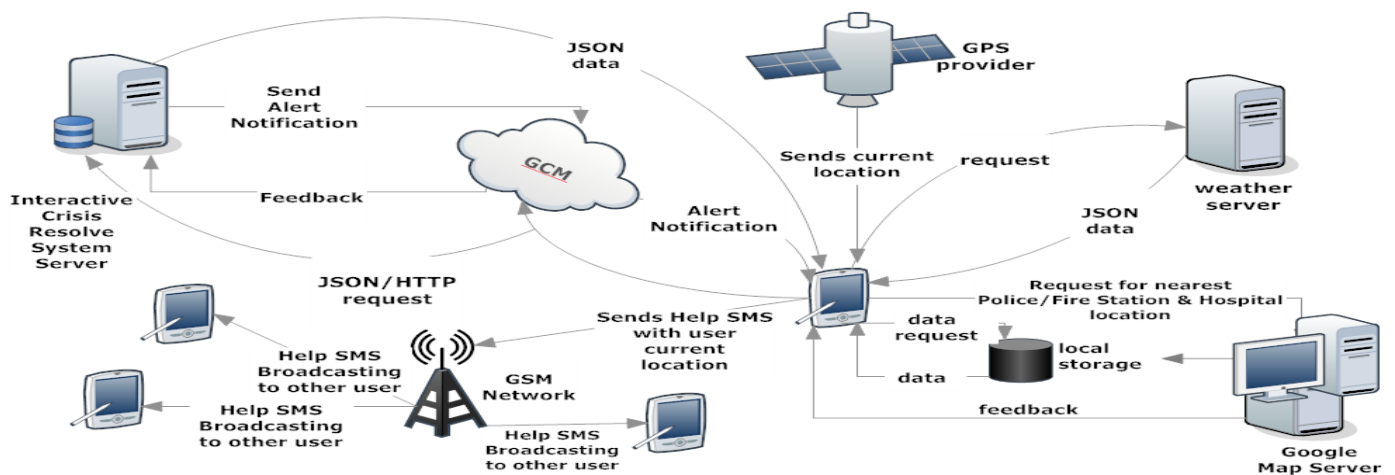 JSON
data
GPS
provider
Send
Alert
Notification
GCM
Sends current
location
request
Feedback
Interactive
Crisis
Resolve
System
Server
Alert
Notification
weather
server
JSON
data
JSON/HTTP
request
Request for nearest
Police/Fire Station & Hospital
location
Sends Help SMS
with user
current
location
data
request
local
storage
data
Help SMS
Broadcasting
to other user
GSM
Network
Help SMS
Broadcasting
to other user
feedback
Help SMS
Broadcasting
to other user
Google
Map Server